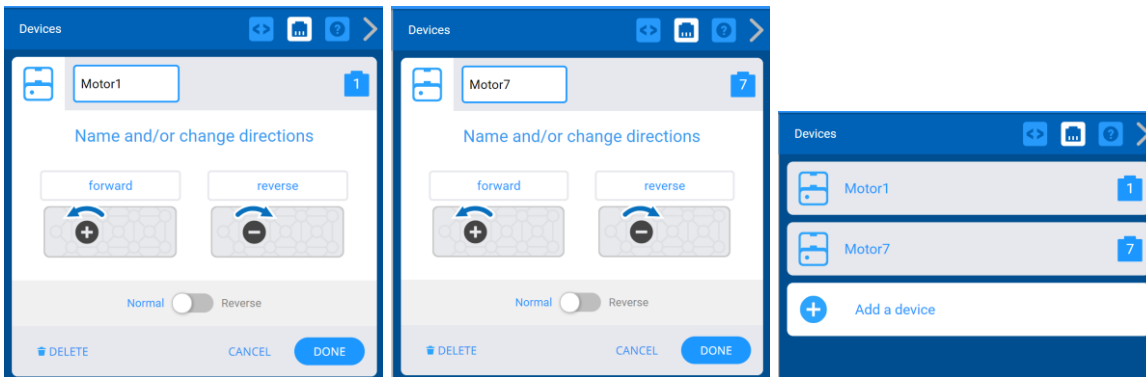 Devices
Motor1
1
Name and/or change directions
forward reverse
Normal Reverse
DELETE CANCEL DONE
Devices
Motor7
7
Name and/or change directions
forward reverse
Normal Reverse
DELETE CANCEL DONE
Devices
Motor1 1
Motor7 7
Add a device